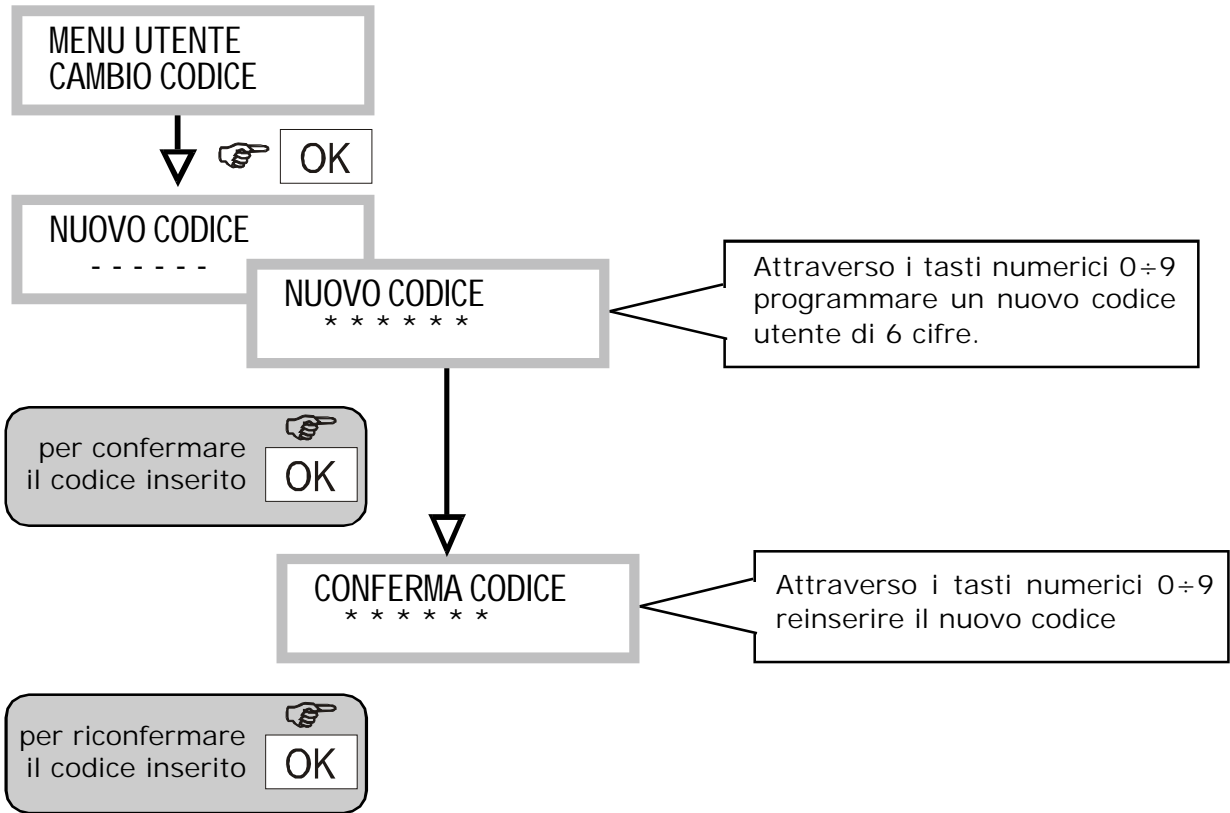 MENU UTENTE
CAMBIO CODICE
OK
NUOVO CODICE
- - - - - -
NUOVO CODICE
* * * * * *
Attraverso i tasti numerici 0÷9
programmare un nuovo codice
utente di 6 cifre.
per confermare
il codice inserito
OK
CONFERMA CODICE
* * * * * *
Attraverso i tasti numerici 0÷9
reinserire il nuovo codice
per riconfermare
il codice inserito
OK